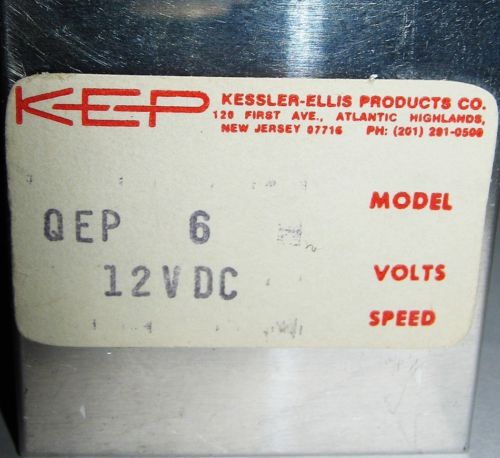 KEP
KESSLER-ELLIS PRODUCTS CO.
120 FIRST AVE., ATLANTIC HIGHLANDS,
NEW JERSEY 07716 PH: (201) 291-0500
MODEL
QEP 6
VOLTS
12VDC
SPEED